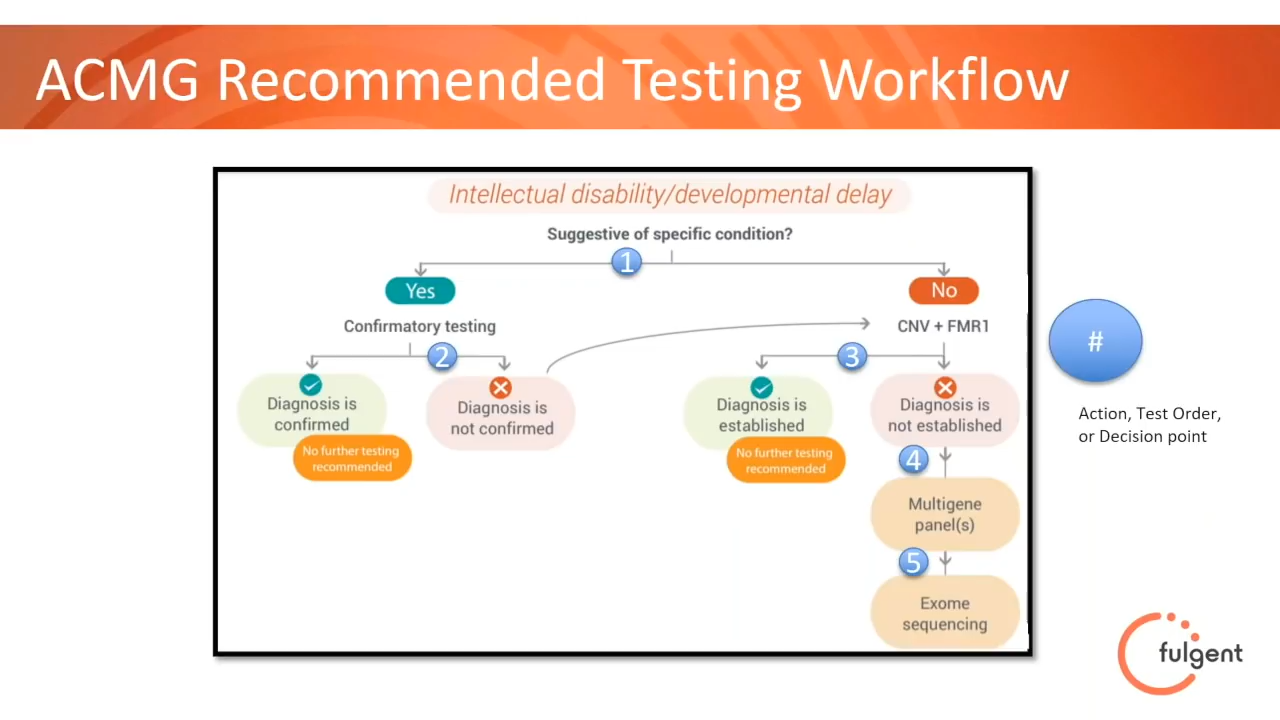 ACMG Recommended Testing Workflow
Intellectual disability/developmental delay
Suggestive of specific condition?
1
Yes
No
Confirmatory testing
CNV + FMR1
2
3
#
Diagnosis is
confirmed
Diagnosis is
not confirmed
Diagnosis is
established
Diagnosis is
not established
Action, Test Order,
or Decision point
No further testing
recommended
No further testing
recommended
4
Multigene
panel(s)
5
Exome
sequencing
fulgent